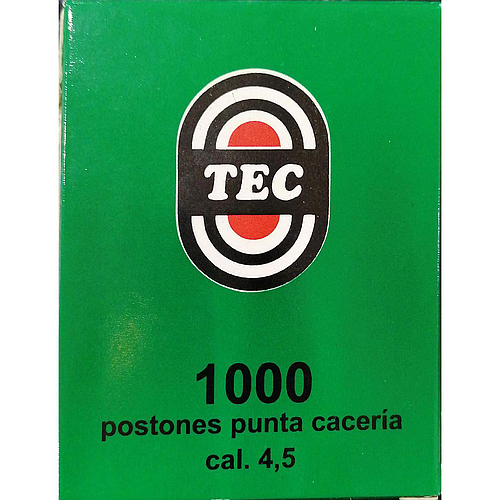 TEC
1000
postones punta cacería
cal. 4,5